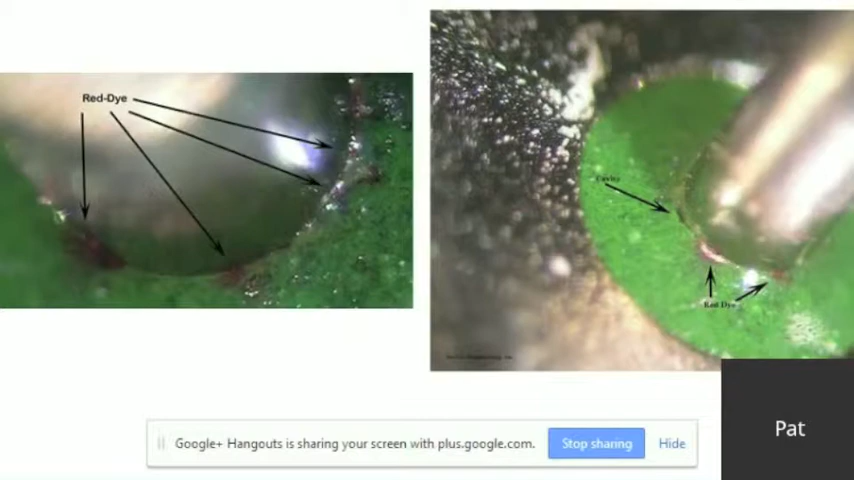 Red-Dye
Cavity
Red Dye
Google+ Hangouts is sharing your screen with plus.google.com.
Stop sharing
Hide
Pat